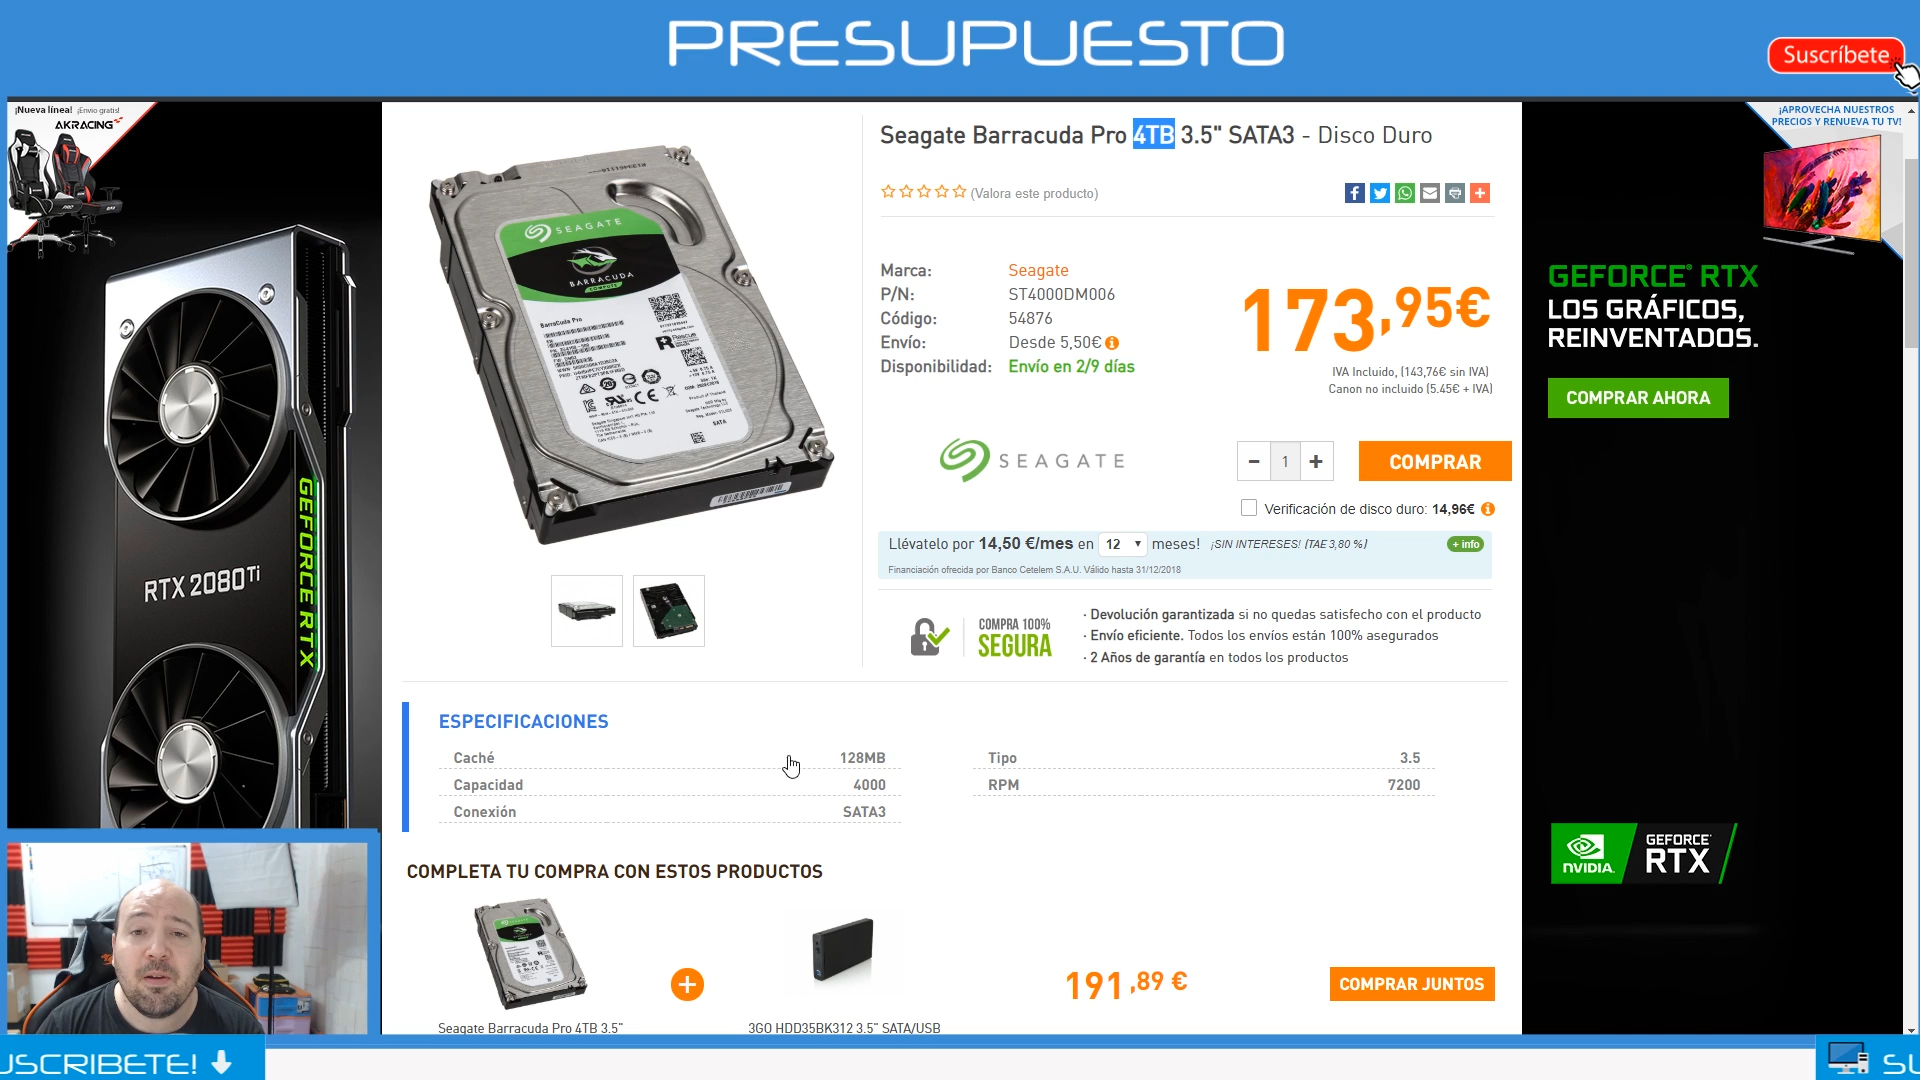 PRESUPUESTO
Suscríbete
¡Nueva línea! ¡Envio gratis!
AKRACING
¡APROVECHA NUESTROS
PRECIOS Y RENUEVA TU TV!
Seagate Barracuda Pro 4TB 3.5" SATA3 - Disco Duro
(Valora este producto)
Marca: Seagate
P/N: ST4000DM006
Código: 54876
Envío: Desde 5,50€
Disponibilidad: Envío en 2/9 días
173,95€
IVA Incluido, (143,76€ sin IVA)
Canon no incluido (5.45€ + IVA)
SEAGATE
BARRACUDA
COMPUTE
BarraCuda Pro
Rescue
SATA
SEAGATE
- 1 +
COMPRAR
Verificación de disco duro: 14,96€
Llévatelo por 14,50 €/mes en 12 meses! ¡SIN INTERESES! (TAE 3,80 %)
+ info
Financiación ofrecida por Banco Cetelem S.A.U. Válido hasta 31/12/2018
COMPRA 100%
SEGURA
· Devolución garantizada si no quedas satisfecho con el producto
· Envío eficiente. Todos los envíos están 100% asegurados
· 2 Años de garantía en todos los productos
ESPECIFICACIONES
Caché 128MB
Capacidad 4000
Conexión SATA3
Tipo 3.5
RPM 7200
COMPLETA TU COMPRA CON ESTOS PRODUCTOS
+
191,89 €
COMPRAR JUNTOS
Seagate Barracuda Pro 4TB 3.5"
3GO HDD35BK312 3.5" SATA/USB
RTX 2080 Ti
GEFORCE RTX
GEFORCE® RTX
LOS GRÁFICOS,
REINVENTADOS.
COMPRAR AHORA
NVIDIA.
GEFORCE
RTX
USCRIBETE!
SU